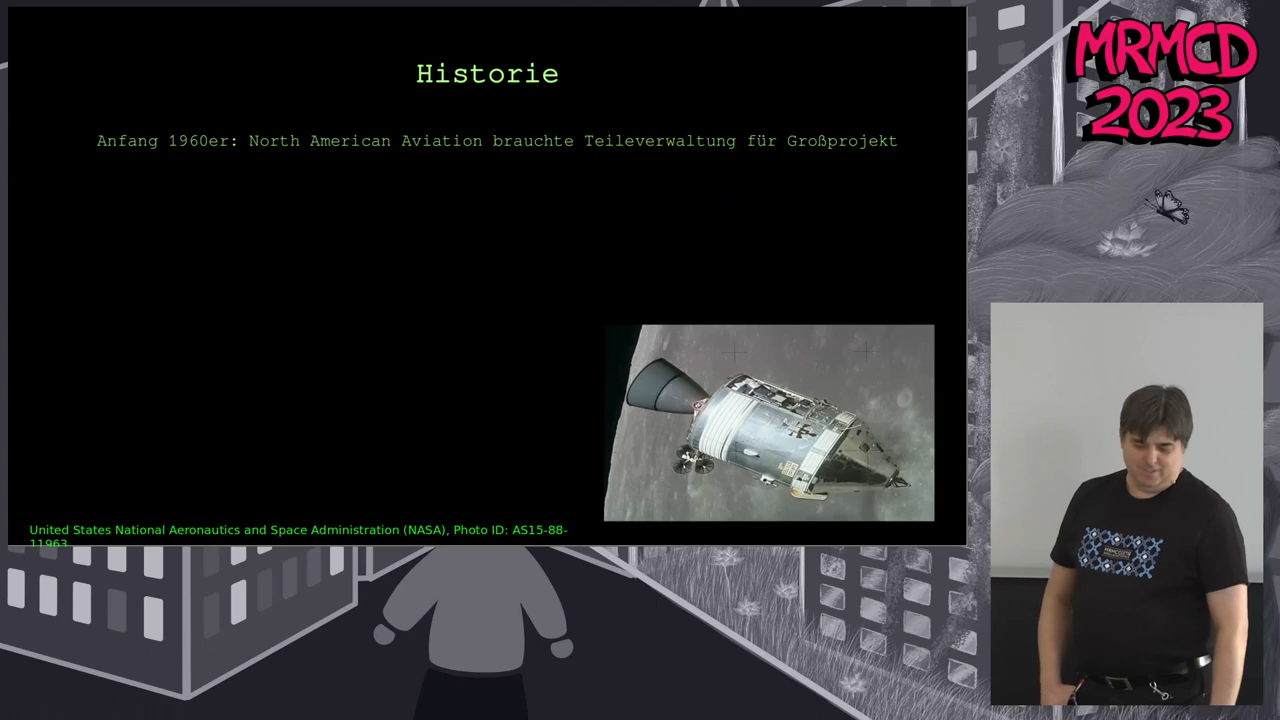 Historie
Anfang 1960er: North American Aviation brauchte Teileverwaltung für Großprojekt
United States National Aeronautics and Space Administration (NASA), Photo ID: AS15-88-
11963
MRMCD
2023